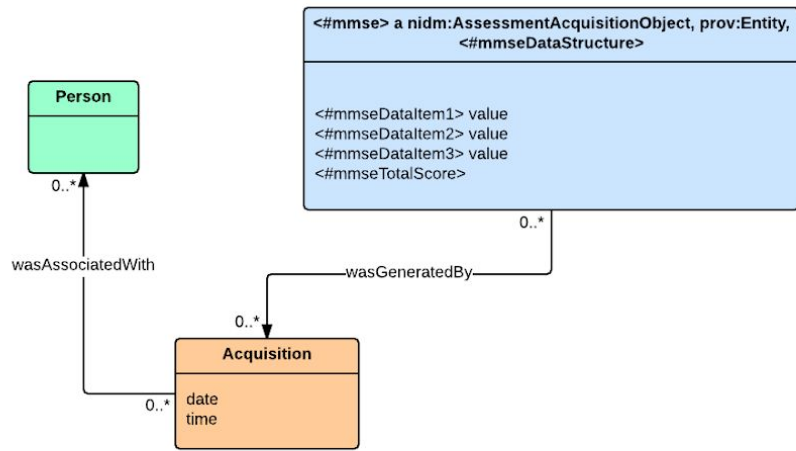 <#mmse> a nidm:AssessmentAcquisitionObject, prov:Entity,
<#mmseDataStructure>
<#mmseDataItem1> value
<#mmseDataItem2> value
<#mmseDataItem3> value
<#mmseTotalScore>
Person
0..*
0..*
wasAssociatedWith
wasGeneratedBy
0..*
Acquisition
0..*
date
time